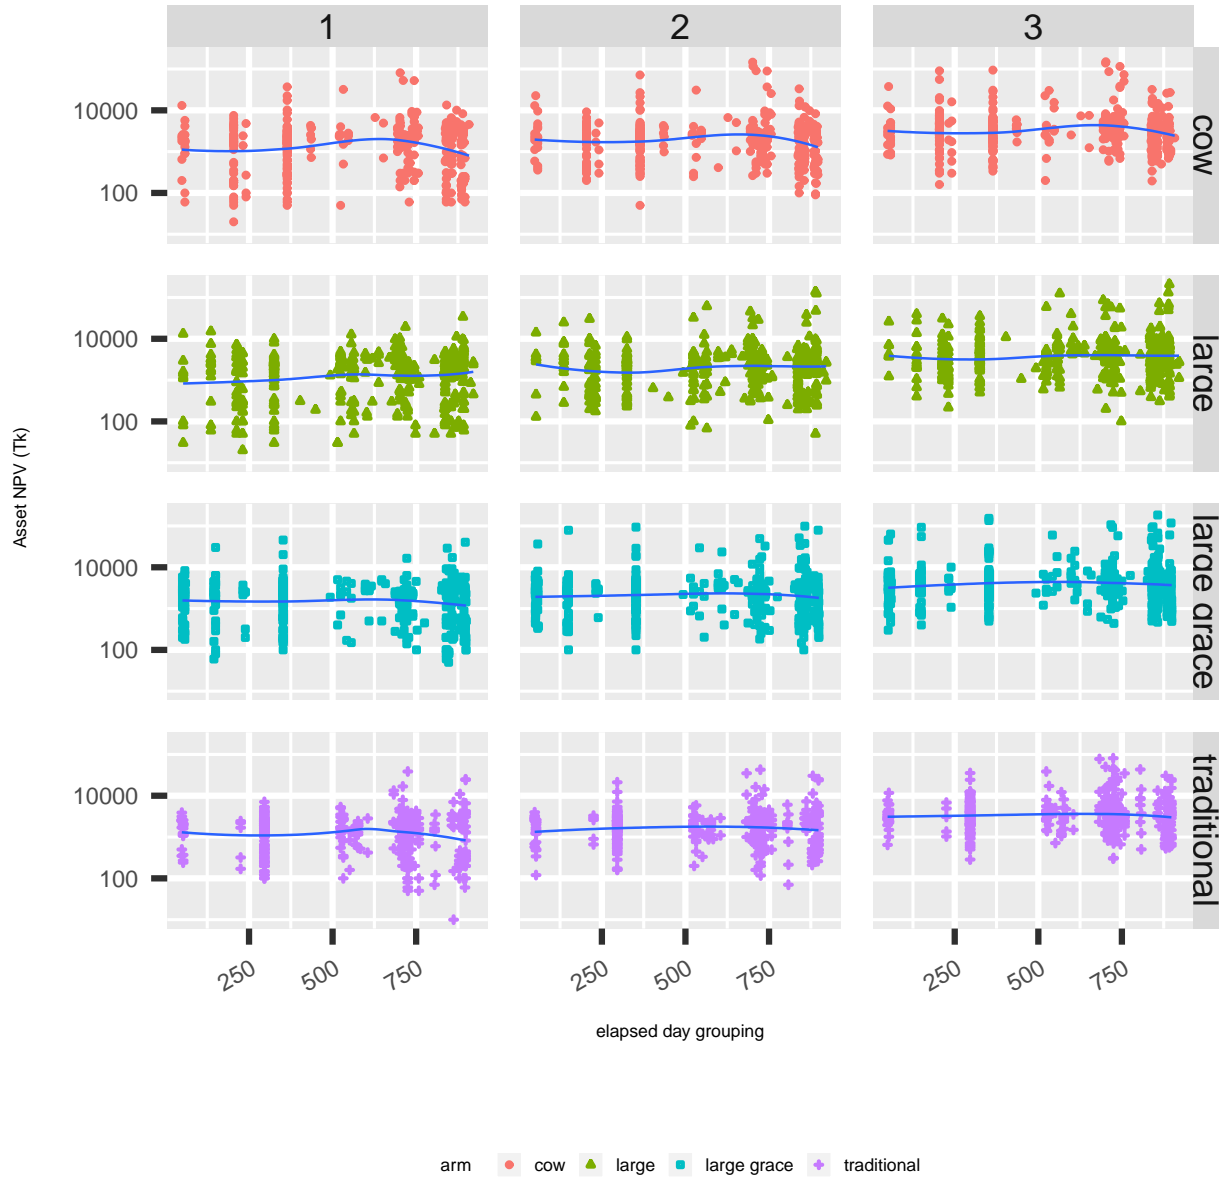 1 2 3
10000
100
cow
10000
100
large
10000
100
large grace
10000
100
traditional
Asset NPV (Tk)
250 500 750 250 500 750 250 500 750
elapsed day grouping
arm cow large large grace traditional